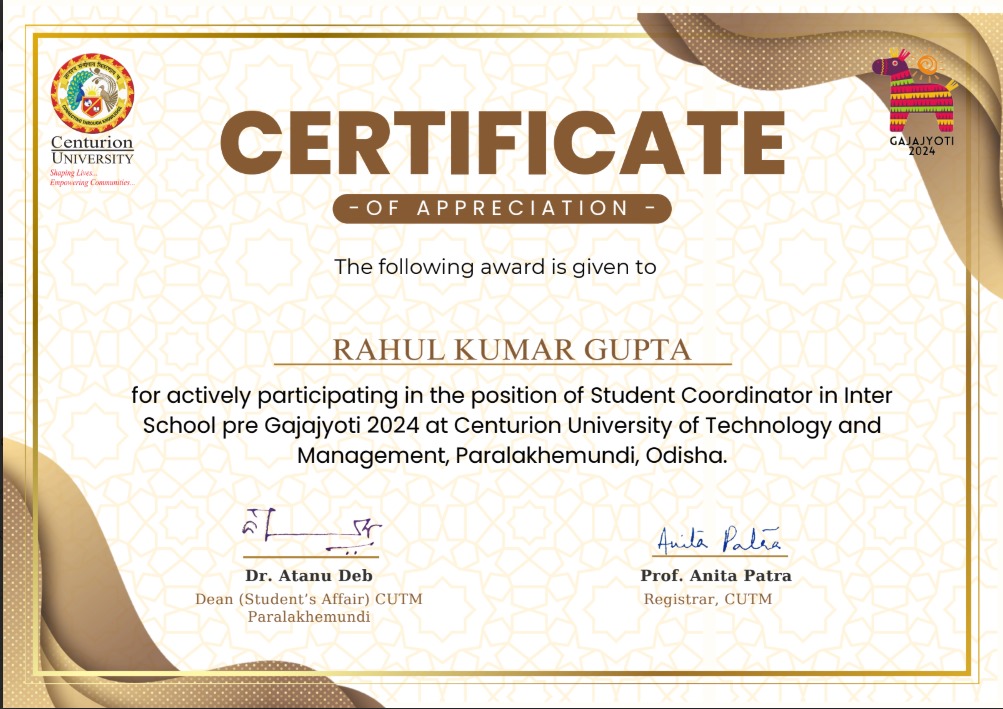 Centurion
UNIVERSITY
Shaping Lives...
Empowering Communities...
GAJAJYOTI
2024
CERTIFICATE
-OF APPRECIATION -
The following award is given to
RAHUL KUMAR GUPTA
for actively participating in the position of Student Coordinator in Inter
School pre Gajajyoti 2024 at Centurion University of Technology and
Management, Paralakhemundi, Odisha.
Anita Patra
Dr. Atanu Deb
Dean (Student’s Affair) CUTM
Paralakhemundi
Prof. Anita Patra
Registrar, CUTM